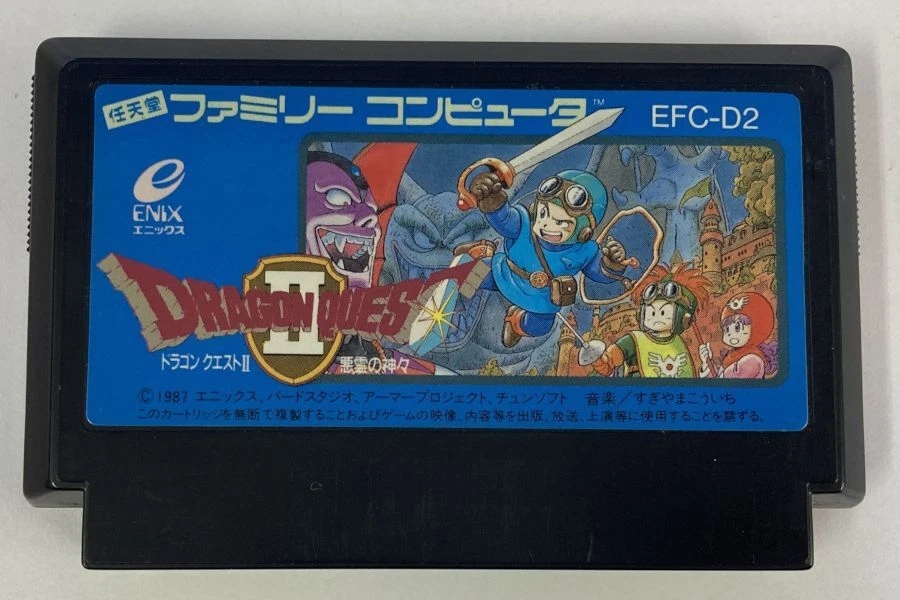 任天堂 ファミリー コンピュータ™ EFC-D2
ENIX
エニックス
DRAGON QUEST
II
ドラゴン クエストII 悪霊の神々
©1987 エニックス、バードスタジオ、アーマープロジェクト、チュンソフト 音楽/すぎやまこういち
このカートリッジを無断で複製することおよびゲームの映像、内容等を出版、放送、上演等に使用することを禁ずる。